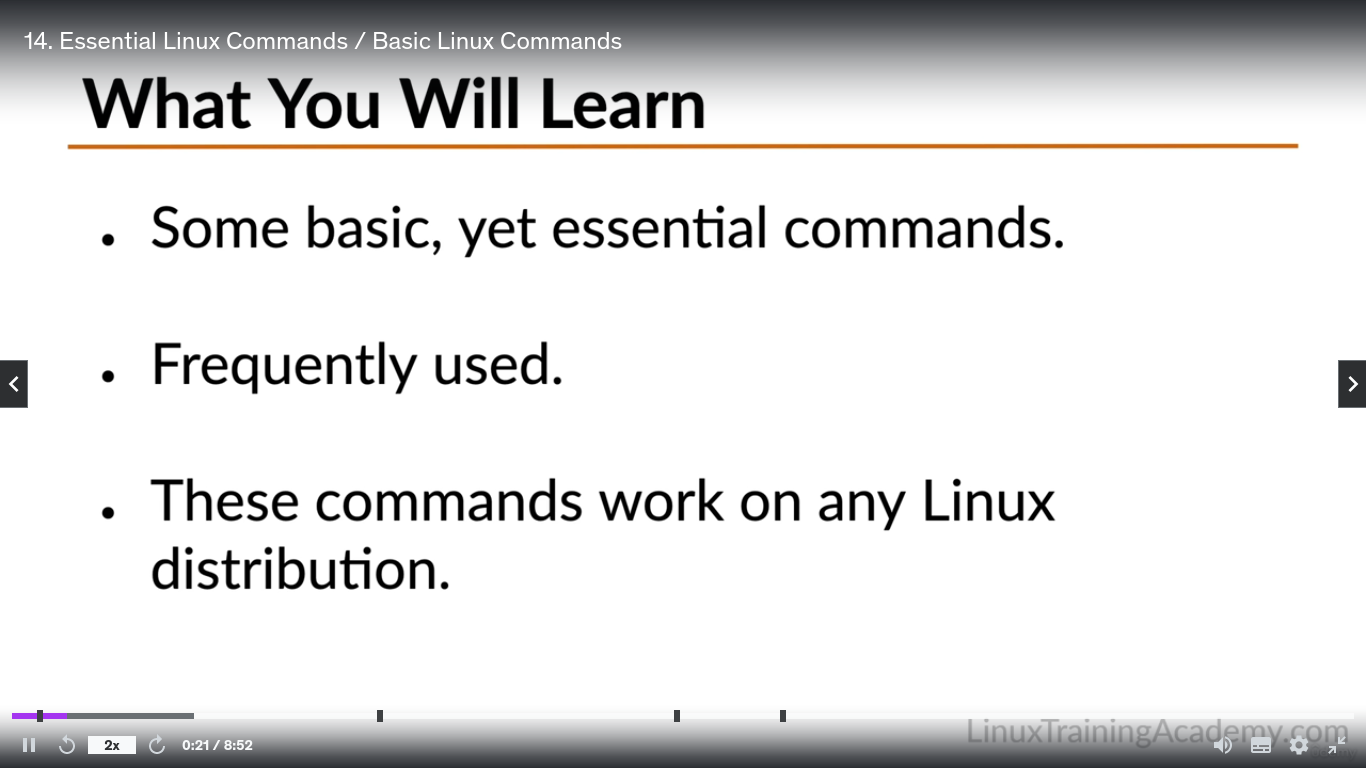 14. Essential Linux Commands / Basic Linux Commands
What You Will Learn
• Some basic, yet essential commands.
• Frequently used.
• These commands work on any Linux
distribution.
LinuxTrainingAcademy.com
2x
0:21 / 8:52